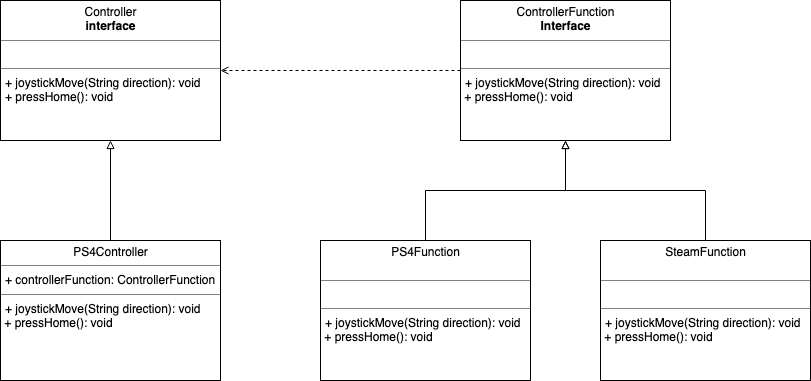 Controller
interface
+ joystickMove(String direction): void
+ pressHome(): void
ControllerFunction
Interface
+ joystickMove(String direction): void
+ pressHome(): void
PS4Controller
+ controllerFunction: ControllerFunction
+ joystickMove(String direction): void
+ pressHome(): void
PS4Function
+ joystickMove(String direction): void
+ pressHome(): void
SteamFunction
+ joystickMove(String direction): void
+ pressHome(): void